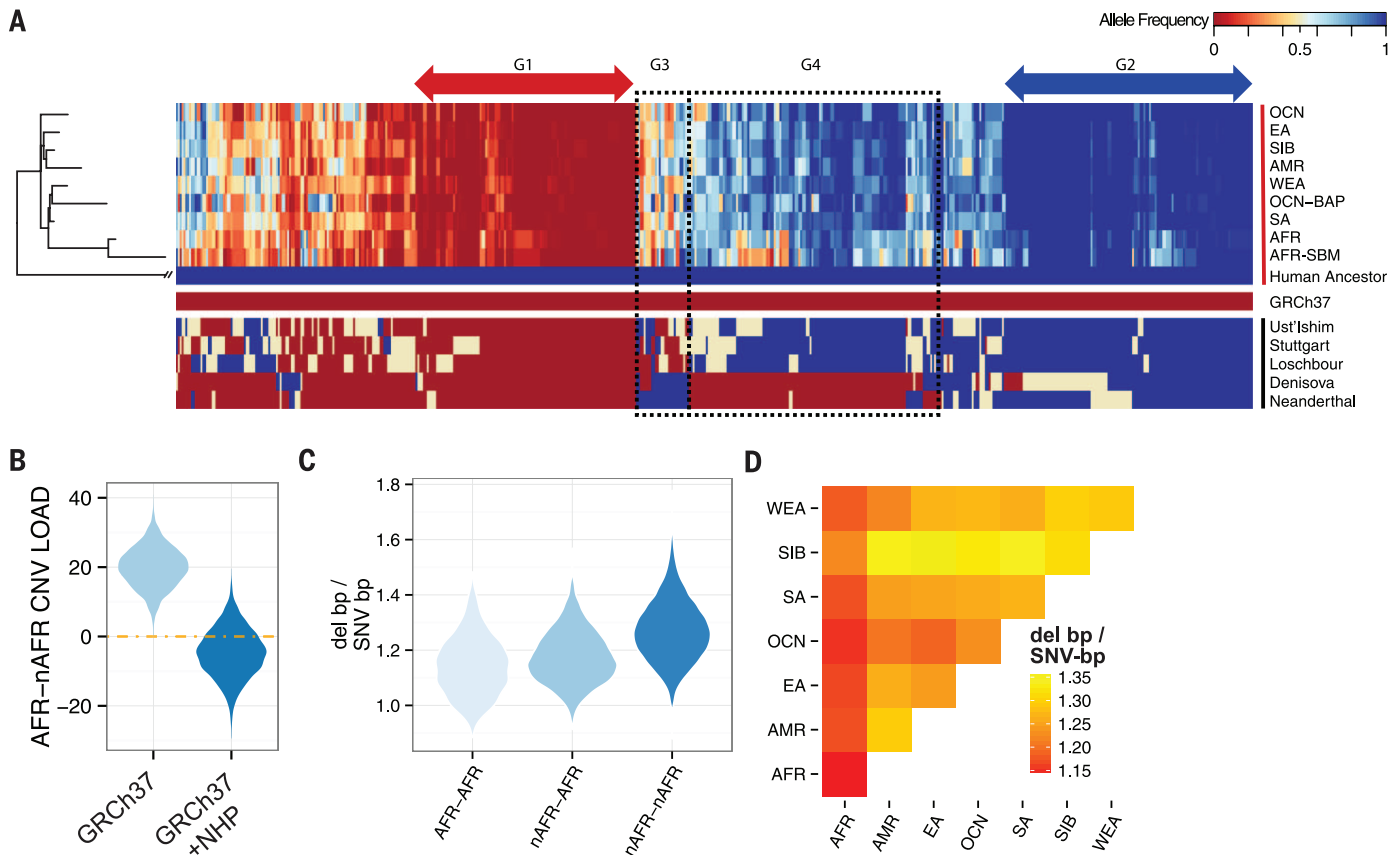 A
Allele Frequency
0 0.5 1
G1 G3 G4 G2
OCN
EA
SIB
AMR
WEA
OCN–BAP
SA
AFR
AFR-SBM
Human Ancestor
GRCh37
Ust'Ishim
Stuttgart
Loschbour
Denisova
Neanderthal
B
AFR–nAFR CNV LOAD
40
20
0
−20
GRCh37
GRCh37
+NHP
C
del bp /
SNV bp
1.8
1.6
1.4
1.2
1.0
AFR–AFR
nAFR–AFR
nAFR–nAFR
D
WEA
SIB
SA
OCN
EA
AMR
AFR
del bp /
SNV-bp
1.35
1.30
1.25
1.20
1.15
AFR
AMR
EA
OCN
SA
SIB
WEA